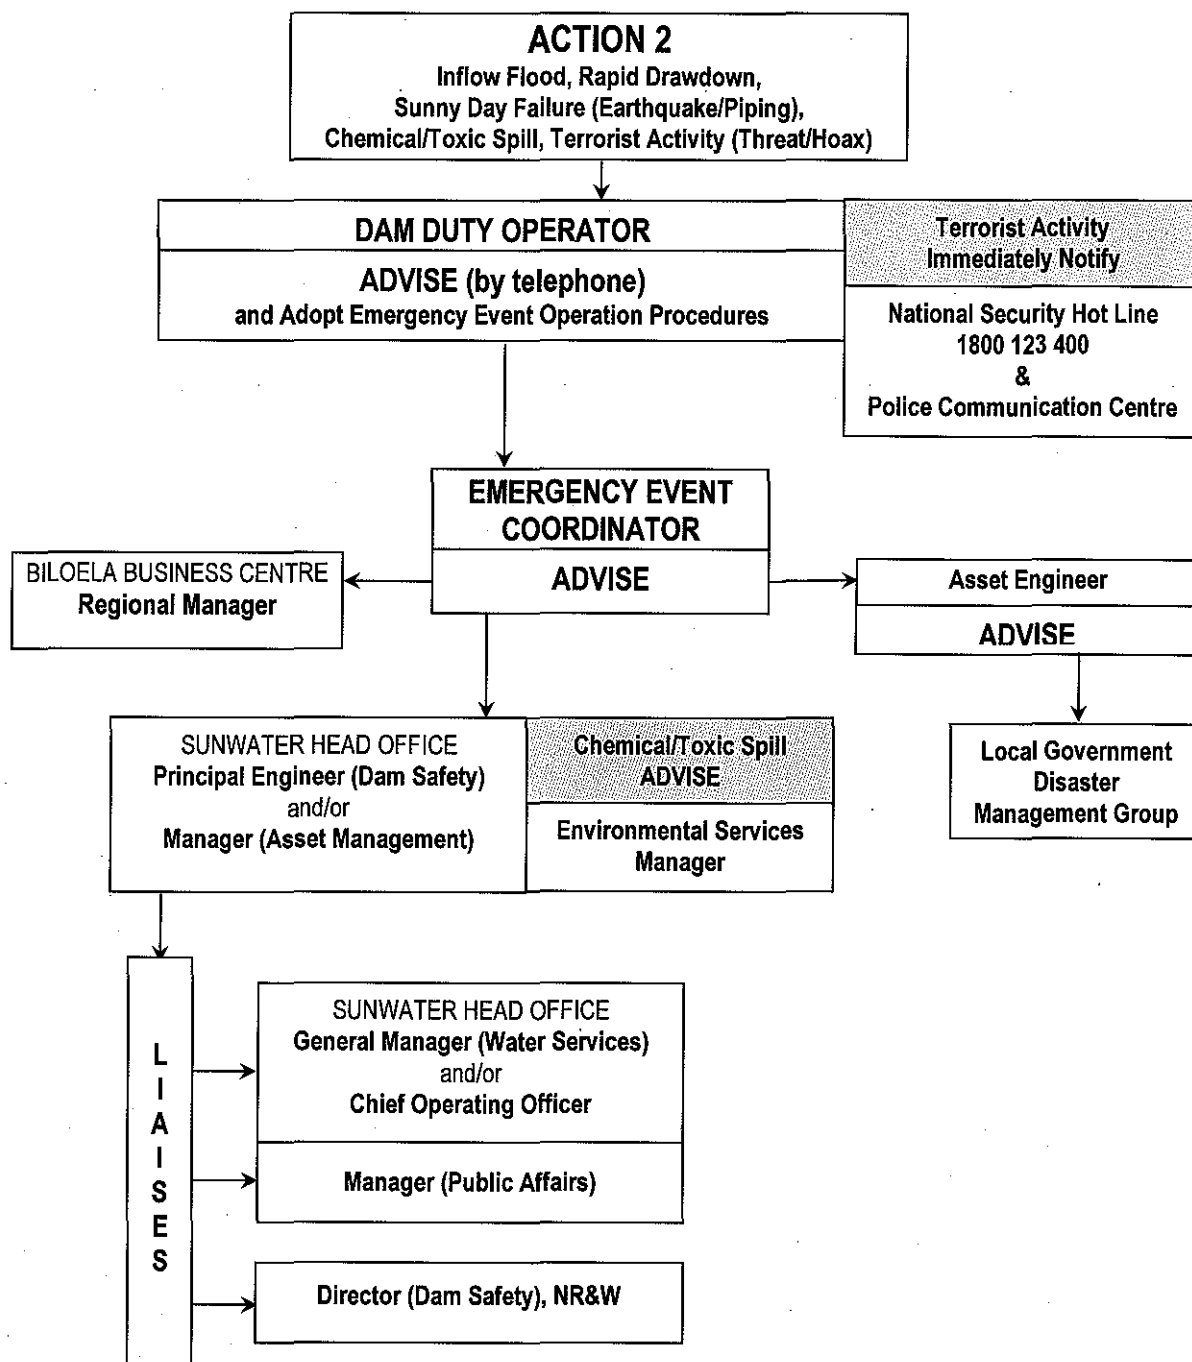 ACTION 2
Inflow Flood, Rapid Drawdown,
Sunny Day Failure (Earthquake/Piping),
Chemical/Toxic Spill, Terrorist Activity (Threat/Hoax)
DAM DUTY OPERATOR
ADVISE (by telephone)
and Adopt Emergency Event Operation Procedures
Terrorist Activity
Immediately Notify
National Security Hot Line
1800 123 400
&
Police Communication Centre
EMERGENCY EVENT
COORDINATOR
ADVISE
BILOELA BUSINESS CENTRE
Regional Manager
Asset Engineer
ADVISE
Local Government
Disaster
Management Group
SUNWATER HEAD OFFICE
Principal Engineer (Dam Safety)
and/or
Manager (Asset Management)
Chemical/Toxic Spill
ADVISE
Environmental Services
Manager
L
I
A
I
S
E
S
SUNWATER HEAD OFFICE
General Manager (Water Services)
and/or
Chief Operating Officer
Manager (Public Affairs)
Director (Dam Safety), NR&W